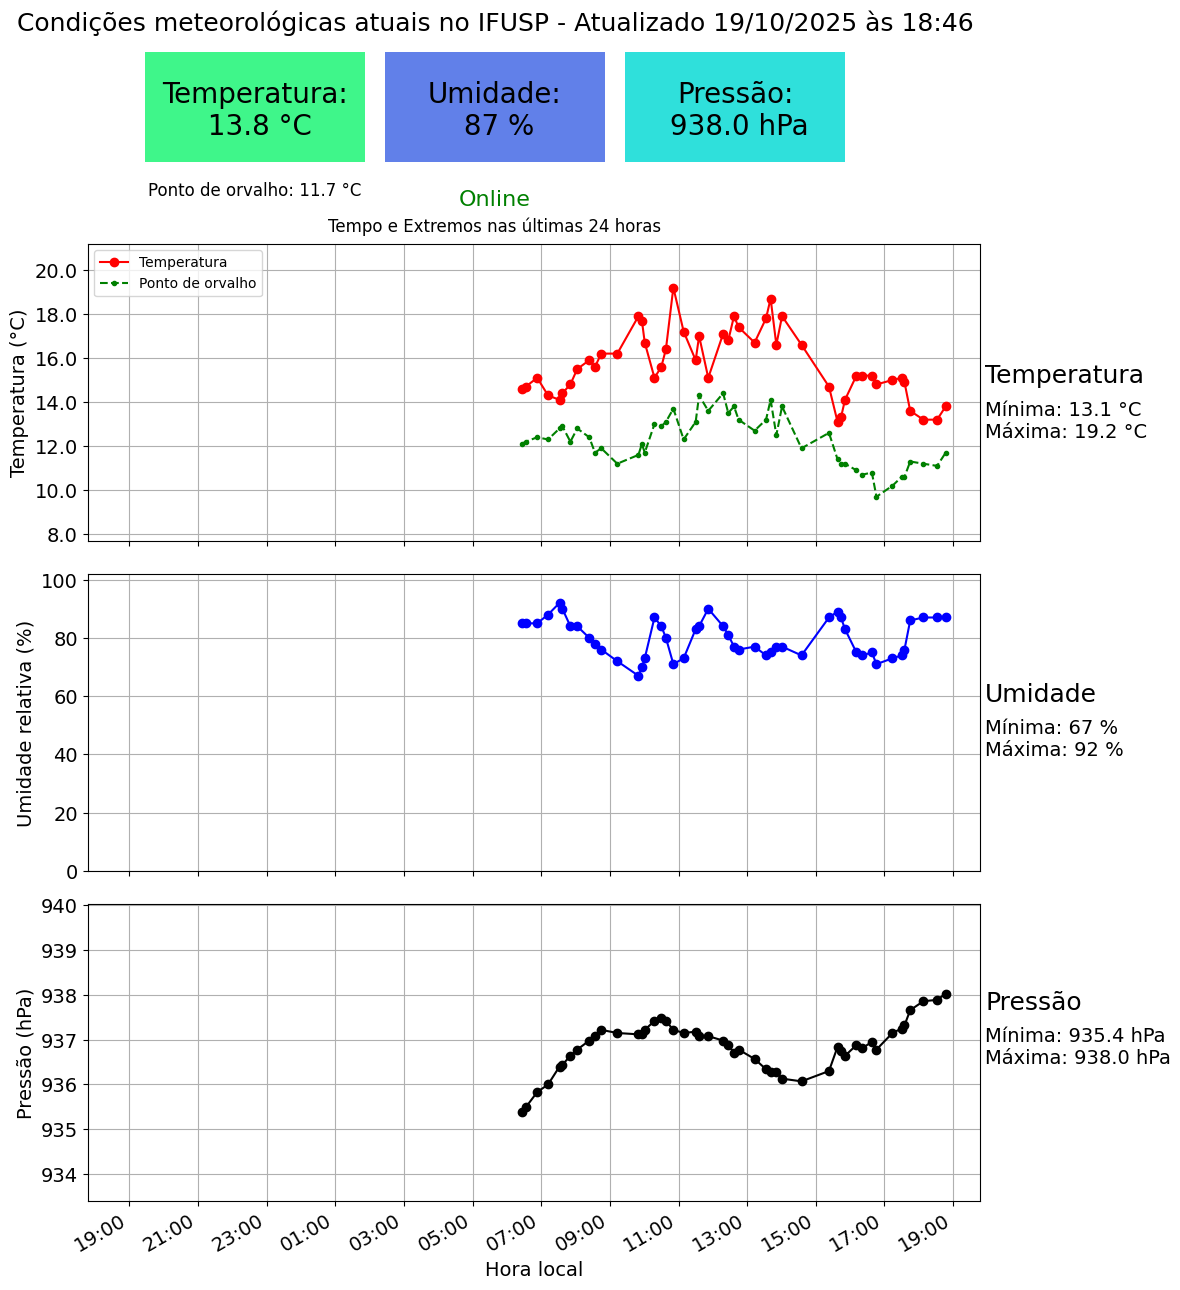 Condições meteorológicas atuais no IFUSP - Atualizado 19/10/2025 às 18:46
Temperatura:
13.8 °C
Umidade:
87 %
Pressão:
938.0 hPa
Ponto de orvalho: 11.7 °C
Online
Tempo e Extremos nas últimas 24 horas
Temperatura
Ponto de orvalho
Temperatura (°C)
20.0
18.0
16.0
14.0
12.0
10.0
8.0
Temperatura
Mínima: 13.1 °C
Máxima: 19.2 °C
Umidade relativa (%)
100
80
60
40
20
0
Umidade
Mínima: 67 %
Máxima: 92 %
Pressão (hPa)
940
939
938
937
936
935
934
Pressão
Mínima: 935.4 hPa
Máxima: 938.0 hPa
19:00
21:00
23:00
01:00
03:00
05:00
07:00
09:00
11:00
13:00
15:00
17:00
19:00
Hora local